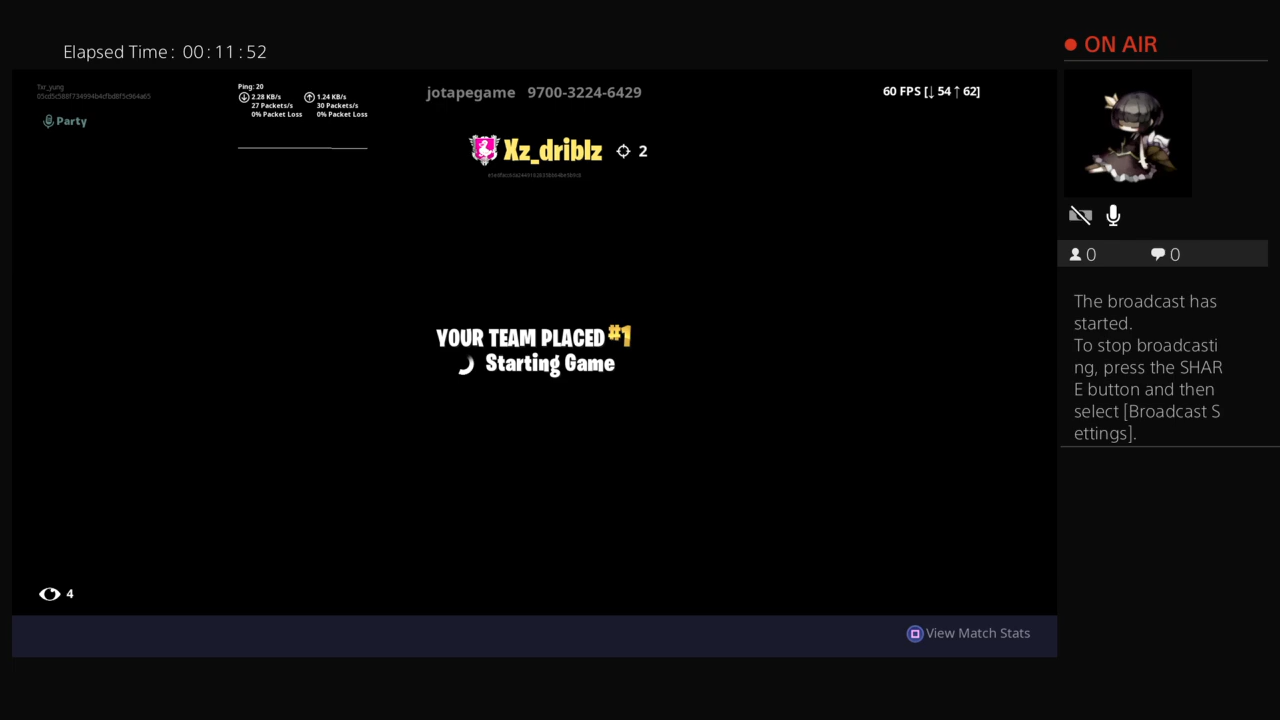 Elapsed Time: 00:11:52
ON AIR
Txr_yung
Ping: 20
2.28 KB/s 1.24 KB/s
27 Packets/s 30 Packets/s
0% Packet Loss 0% Packet Loss
jotapegame 9700-3224-6429
60 FPS [↓ 54 ↑ 62]
Party
Xz_driblz 2
0 0
The broadcast has
started.
To stop broadcasti
ng, press the SHAR
E button and then
select [Broadcast S
ettings].
YOUR TEAM PLACED #1
Starting Game
4
View Match Stats